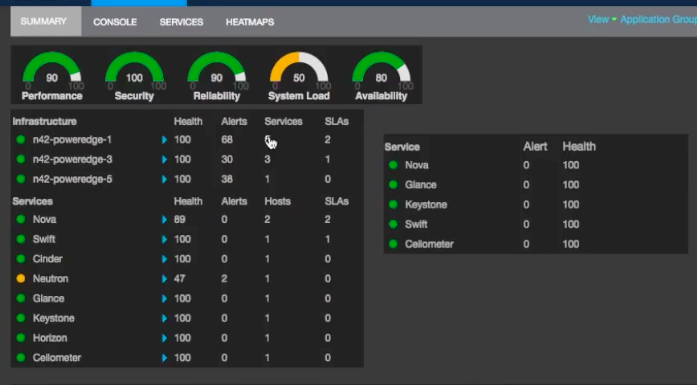 SUMMARY CONSOLE SERVICES HEATMAPS View Application Group
90 100 90 50 80
0 100 0 100 0 100 0 100 0 100
Performance Security Reliability System Load Availability
Infrastructure Health Alerts Services SLAs
n42-poweredge-1 100 68 2
n42-poweredge-3 100 30 3 1
n42-poweredge-5 100 38 1 0
Services Health Alerts Hosts SLAs
Nova 89 0 2 2
Swift 100 0 1 1
Cinder 100 0 1 0
Neutron 47 2 1 0
Glance 100 0 1 0
Keystone 100 0 1 0
Horizon 100 0 1 0
Ceilometer 100 0 1 0
Service Alert Health
Nova 0 100
Glance 0 100
Keystone 0 100
Swift 0 100
Ceilometer 0 100